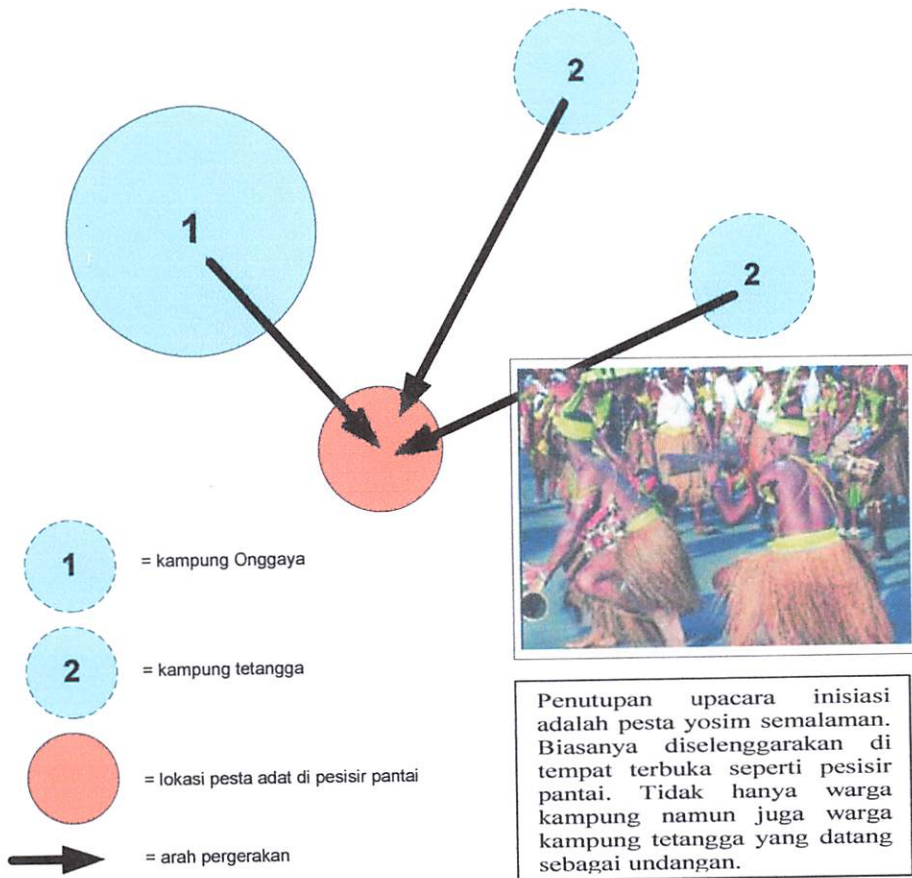 2
1
2
1 = kampung Onggaya
2 = kampung tetangga
= lokasi pesta adat di pesisir pantai
= arah pergerakan
Penutupan upacara inisiasi
adalah pesta yosim semalaman.
Biasanya diselenggarakan di
tempat terbuka seperti pesisir
pantai. Tidak hanya warga
kampung namun juga warga
kampung tetangga yang datang
sebagai undangan.